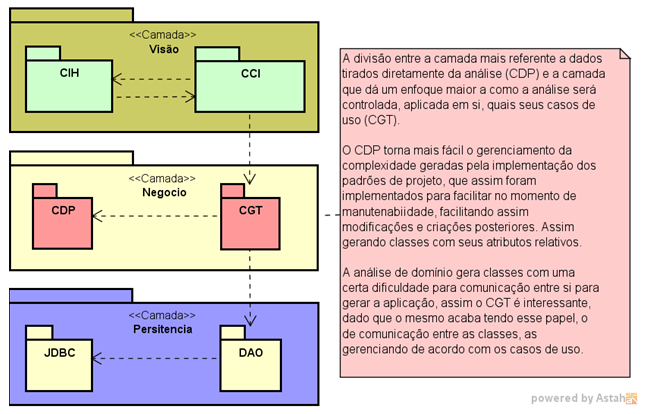 <<Camada>>
Visão
CIH
CCI
<<Camada>>
Negocio
CDP
CGT
<<Camada>>
Persitencia
JDBC
DAO
A divisão entre a camada mais referente a dados
tirados diretamente da análise (CDP) e a camada
que dá um enfoque maior a como a análise será
controlada, aplicada em si, quais seus casos de
uso (CGT).
O CDP torna mais fácil o gerenciamento da
complexidade geradas pela implementação dos
padrões de projeto, que assim foram
implementados para facilitar no momento de
manutenabiidade, facilitando assim
modificações e criações posteriores. Assim
gerando classes com seus atributos relativos.
A análise de domínio gera classes com uma
certa dificuldade para comunicação entre si para
gerar a aplicação, assim o CGT é interessante,
dado que o mesmo acaba tendo esse papel, o
de comunicação entre as classes, as
gerenciando de acordo com os casos de uso.
powered by Astah